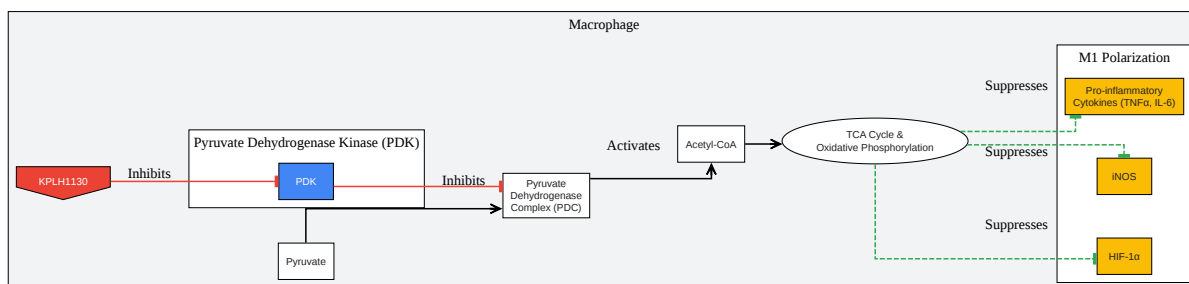 Macrophage
M1 Polarization
Suppresses
Pro-inflammatory
Cytokines (TNFα, IL-6)
Pyruvate Dehydrogenase Kinase (PDK)
TCA Cycle &
Oxidative Phosphorylation
Activates
Acetyl-CoA
Suppresses
KPLH1130
Inhibits
PDK
Inhibits
Pyruvate
Dehydrogenase
Complex (PDC)
iNOS
Suppresses
Pyruvate
HIF-1α